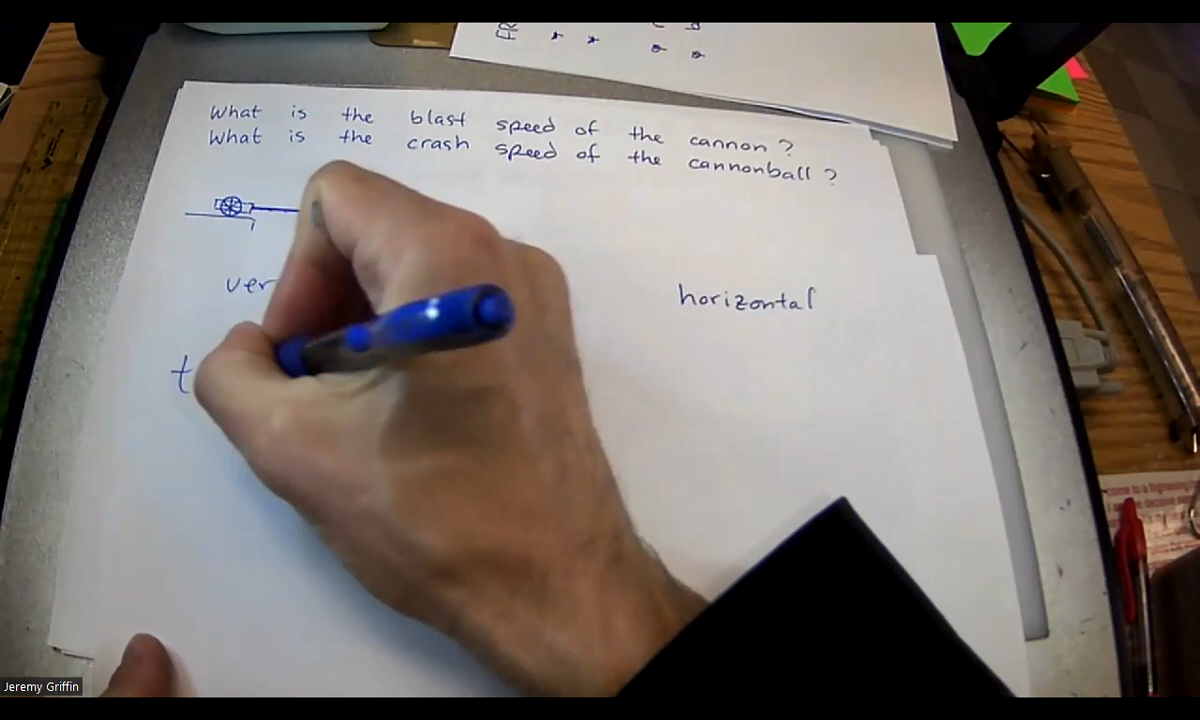 What is the blast speed of the cannon?
What is the crash speed of the cannonball?
ver
horizontal
t
Jeremy Griffin